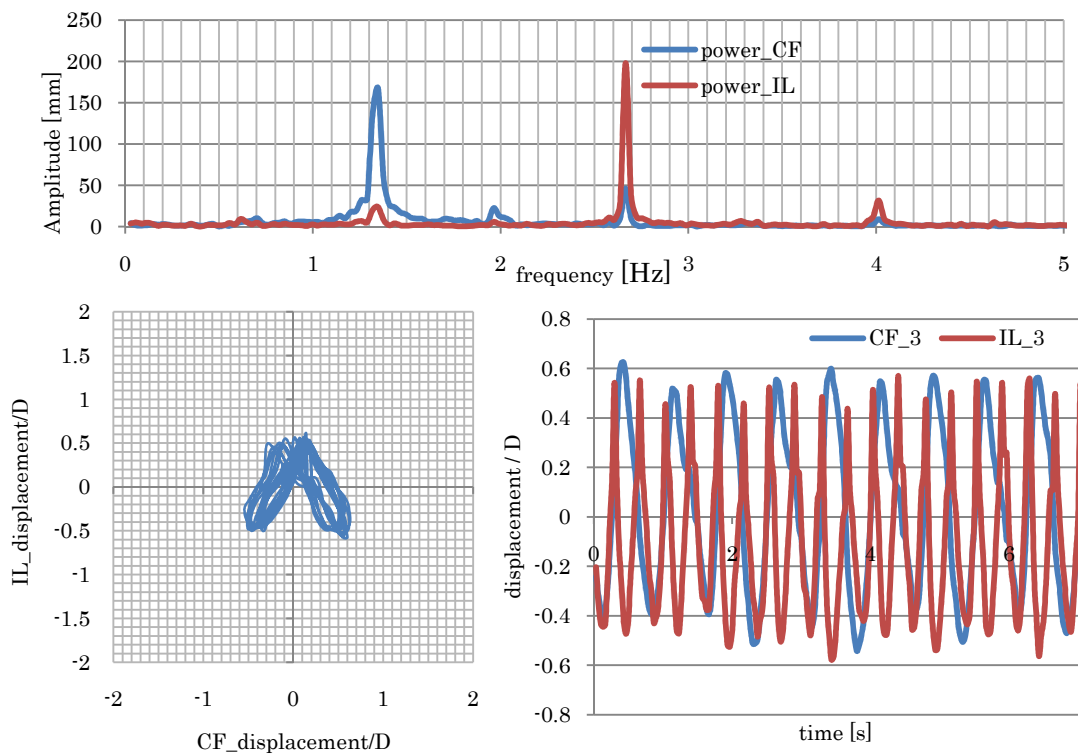 250
200
150
100
50
0
Amplitude [mm]
power_CF
power_IL
0 1 2 3 4 5
frequency [Hz]
2
1.5
1
0.5
0
-0.5
-1
-1.5
-2
IL_displacement/D
-2 -1 0 1 2
CF_displacement/D
0.8
0.6
0.4
0.2
0
-0.2
-0.4
-0.6
-0.8
displacement / D
CF_3 IL_3
0 2 4 6
time [s]